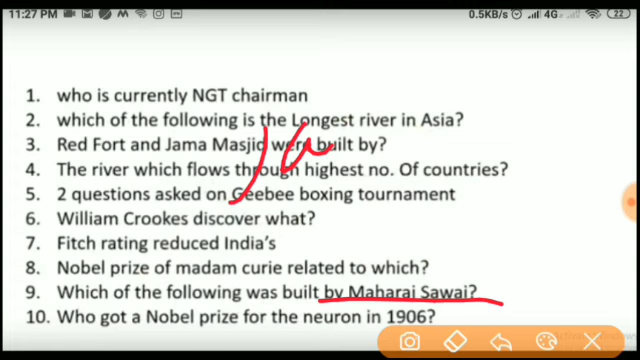 11:27 PM 0.5KB/s 4G 22
1. who is currently NGT chairman
2. which of the following is the Longest river in Asia?
3. Red Fort and Jama Masjid were built by?
4. The river which flows through highest no. Of countries?
5. 2 questions asked on Geebee boxing tournament
6. William Crookes discover what?
7. Fitch rating reduced India's
8. Nobel prize of madam curie related to which?
9. Which of the following was built by Maharaj Sawai?
10. Who got a Nobel prize for the neuron in 1906?